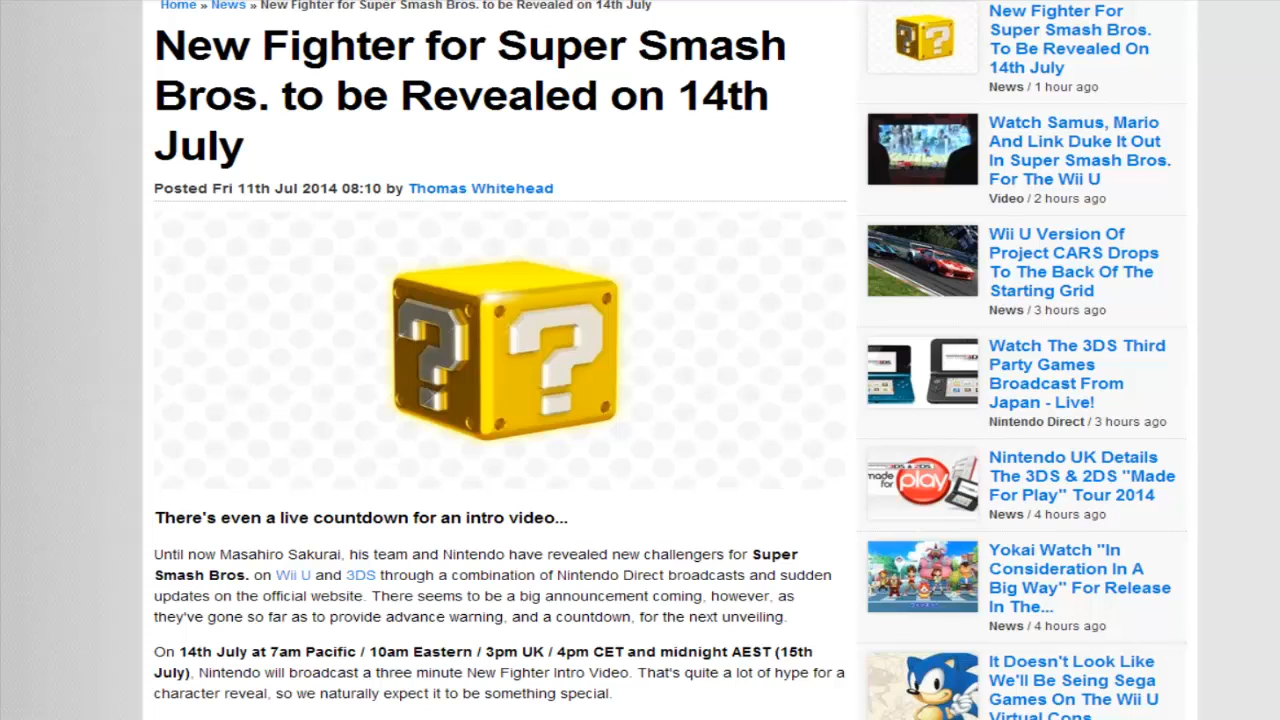 Home » News » New Fighter for Super Smash Bros. to be Revealed on 14th July
New Fighter for Super Smash
Bros. to be Revealed on 14th
July
Posted Fri 11th Jul 2014 08:10 by Thomas Whitehead
? ?
There's even a live countdown for an intro video...
Until now Masahiro Sakurai, his team and Nintendo have revealed new challengers for Super
Smash Bros. on Wii U and 3DS through a combination of Nintendo Direct broadcasts and sudden
updates on the official website. There seems to be a big announcement coming, however, as
they've gone so far as to provide advance warning, and a countdown, for the next unveiling.
On 14th July at 7am Pacific / 10am Eastern / 3pm UK / 4pm CET and midnight AEST (15th
July), Nintendo will broadcast a three minute New Fighter Intro Video. That's quite a lot of hype for a
character reveal, so we naturally expect it to be something special.
New Fighter For
Super Smash Bros.
To Be Revealed On
14th July
News / 1 hour ago
Watch Samus, Mario
And Link Duke It Out
In Super Smash Bros.
For The Wii U
Video / 2 hours ago
Wii U Version Of
Project CARS Drops
To The Back Of The
Starting Grid
News / 3 hours ago
Watch The 3DS Third
Party Games
Broadcast From
Japan - Live!
Nintendo Direct / 3 hours ago
made
for play
Nintendo UK Details
The 3DS & 2DS "Made
For Play" Tour 2014
News / 4 hours ago
Yokai Watch "In
Consideration In A
Big Way" For Release
In The...
News / 4 hours ago
It Doesn't Look Like
We'll Be Seing Sega
Games On The Wii U
Virtual Cons